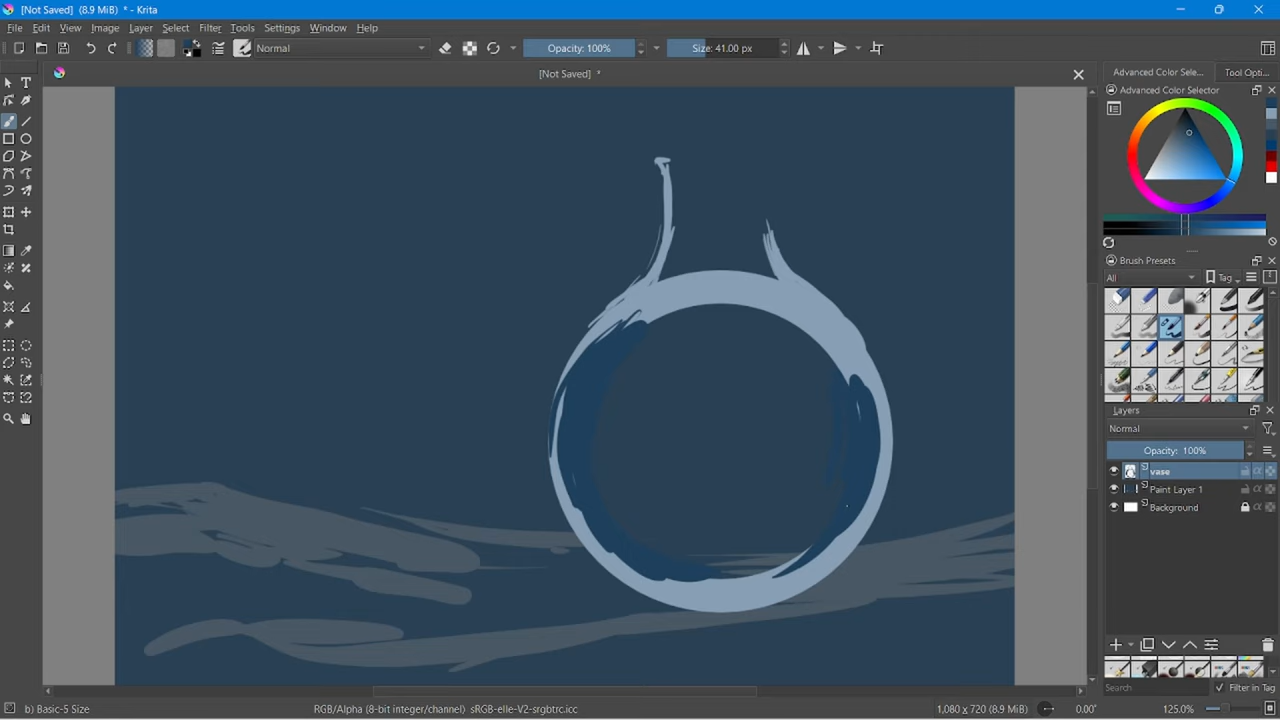 [Not Saved] (8.9 MiB) * - Krita
File Edit View Image Layer Select Filter Tools Settings Window Help
Normal Opacity: 100% Size: 41.00 px
[Not Saved] *
Advanced Color Sele... Tool Opti...
Advanced Color Selector
Brush Presets
All Tag
Layers
Normal
Opacity: 100%
vase
Paint Layer 1
Background
Search Filter in Tag
b) Basic-5 Size RGB/Alpha (8-bit integer/channel) sRGB-elle-V2-srgbtrc.icc 1,080 x 720 (8.9 MiB) 0.00° 125.0%